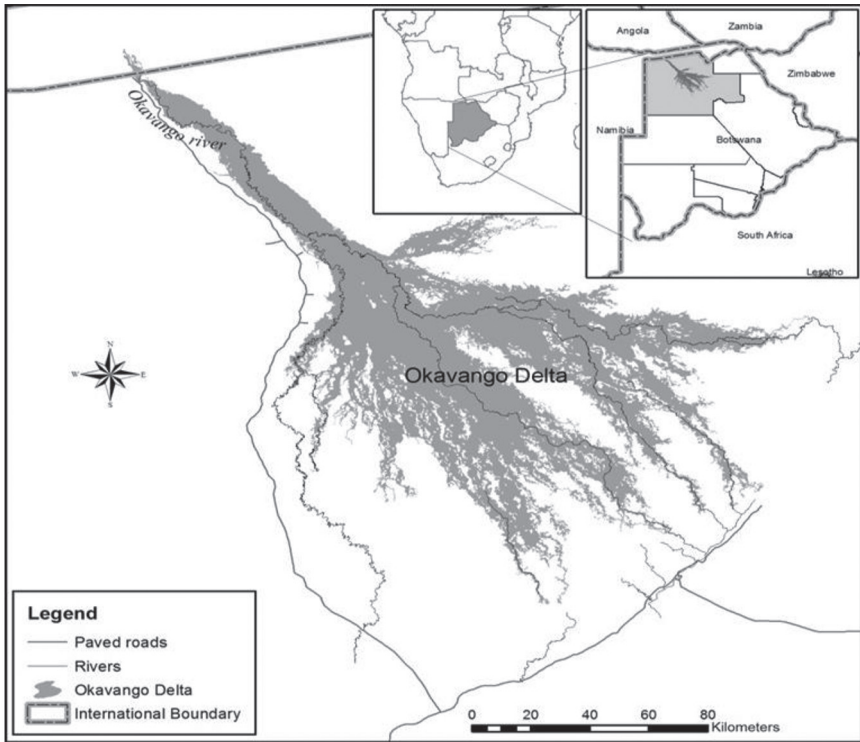 Angola
Zambia
Zimbabwe
Namibia
Botswana
South Africa
Lesotho
Okavango river
N
W E
S
Okavango Delta
Legend
Paved roads
Rivers
Okavango Delta
International Boundary
0 20 40 60 80
Kilometers